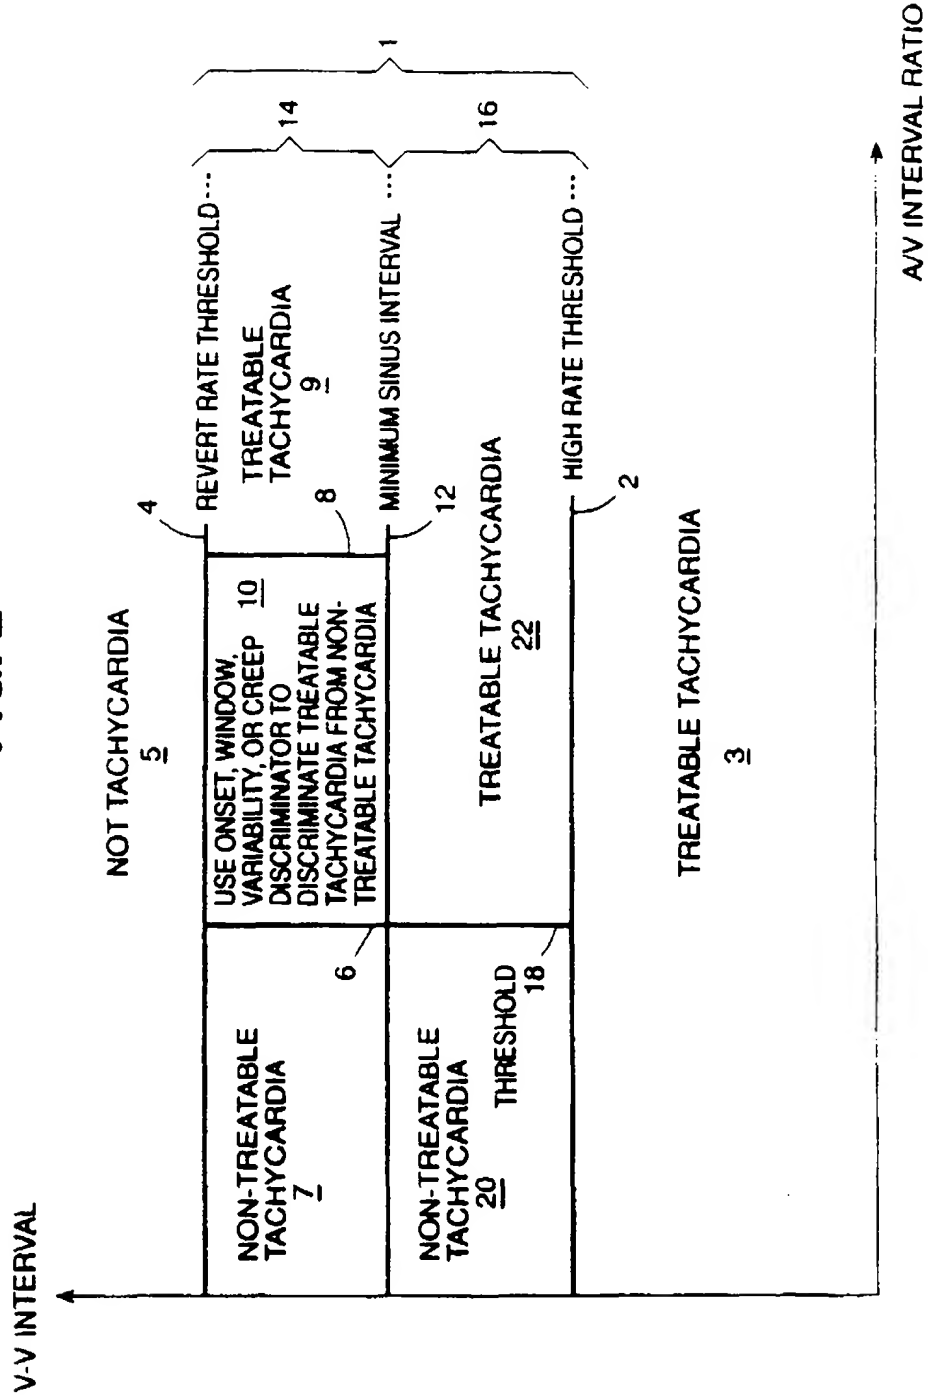 V-V INTERVAL
NOT TACHYCARDIA
5
4
REVERT RATE THRESHOLD ...
14
1
NON-TREATABLE
TACHYCARDIA
7
USE ONSET, WINDOW,
VARIABILITY, OR CREEP 10
DISCRIMINATOR TO
DISCRIMINATE TREATABLE
TACHYCARDIA FROM NON-
TREATABLE TACHYCARDIA
TREATABLE
TACHYCARDIA
9
8
6
MINIMUM SINUS INTERVAL ...
12
16
NON-TREATABLE
TACHYCARDIA
20
THRESHOLD
18
TREATABLE TACHYCARDIA
22
HIGH RATE THRESHOLD ...
2
TREATABLE TACHYCARDIA
3
A/V INTERVAL RATIO